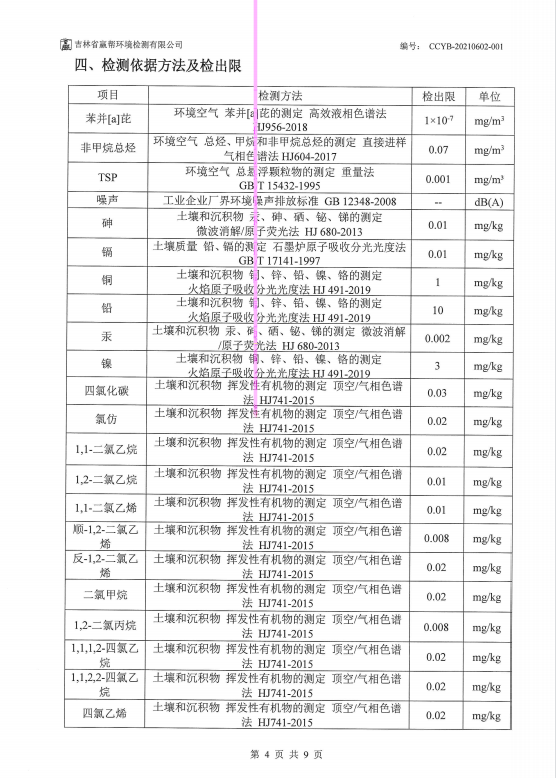 吉林省赢帮环境检测有限公司
编号: CCYB-20210602-001
四、检测依据方法及检出限
项目 检测方法 检出限 单位
苯并[a]芘 环境空气 苯并[a]芘的测定 高效液相色谱法 HJ956-2018 1×10⁻⁷ mg/m³
非甲烷总烃 环境空气 总烃、甲烷和非甲烷总烃的测定 直接进样气相色谱法 HJ604-2017 0.07 mg/m³
TSP 环境空气 总悬浮颗粒物的测定 重量法 GB/T 15432-1995 0.001 mg/m³
噪声 工业企业厂界环境噪声排放标准 GB 12348-2008 -- dB(A)
砷 土壤和沉积物 汞、砷、硒、铋、锑的测定 微波消解/原子荧光法 HJ 680-2013 0.01 mg/kg
镉 土壤质量 铅、镉的测定 石墨炉原子吸收分光光度法 GB/T 17141-1997 0.01 mg/kg
铜 土壤和沉积物 铜、锌、铅、镍、铬的测定 火焰原子吸收分光光度法 HJ 491-2019 1 mg/kg
铅 土壤和沉积物 铜、锌、铅、镍、铬的测定 火焰原子吸收分光光度法 HJ 491-2019 10 mg/kg
汞 土壤和沉积物 汞、砷、硒、铋、锑的测定 微波消解/原子荧光法 HJ 680-2013 0.002 mg/kg
镍 土壤和沉积物 铜、锌、铅、镍、铬的测定 火焰原子吸收分光光度法 HJ 491-2019 3 mg/kg
四氯化碳 土壤和沉积物 挥发性有机物的测定 顶空/气相色谱法 HJ741-2015 0.03 mg/kg
氯仿 土壤和沉积物 挥发性有机物的测定 顶空/气相色谱法 HJ741-2015 0.02 mg/kg
1,1-二氯乙烷 土壤和沉积物 挥发性有机物的测定 顶空/气相色谱法 HJ741-2015 0.02 mg/kg
1,2-二氯乙烷 土壤和沉积物 挥发性有机物的测定 顶空/气相色谱法 HJ741-2015 0.01 mg/kg
1,1-二氯乙烯 土壤和沉积物 挥发性有机物的测定 顶空/气相色谱法 HJ741-2015 0.01 mg/kg
顺-1,2-二氯乙烯 土壤和沉积物 挥发性有机物的测定 顶空/气相色谱法 HJ741-2015 0.008 mg/kg
反-1,2-二氯乙烯 土壤和沉积物 挥发性有机物的测定 顶空/气相色谱法 HJ741-2015 0.02 mg/kg
二氯甲烷 土壤和沉积物 挥发性有机物的测定 顶空/气相色谱法 HJ741-2015 0.02 mg/kg
1,2-二氯丙烷 土壤和沉积物 挥发性有机物的测定 顶空/气相色谱法 HJ741-2015 0.008 mg/kg
1,1,1,2-四氯乙烷 土壤和沉积物 挥发性有机物的测定 顶空/气相色谱法 HJ741-2015 0.02 mg/kg
1,1,2,2-四氯乙烷 土壤和沉积物 挥发性有机物的测定 顶空/气相色谱法 HJ741-2015 0.02 mg/kg
四氯乙烯 土壤和沉积物 挥发性有机物的测定 顶空/气相色谱法 HJ741-2015 0.02 mg/kg
第 4 页 共 9 页